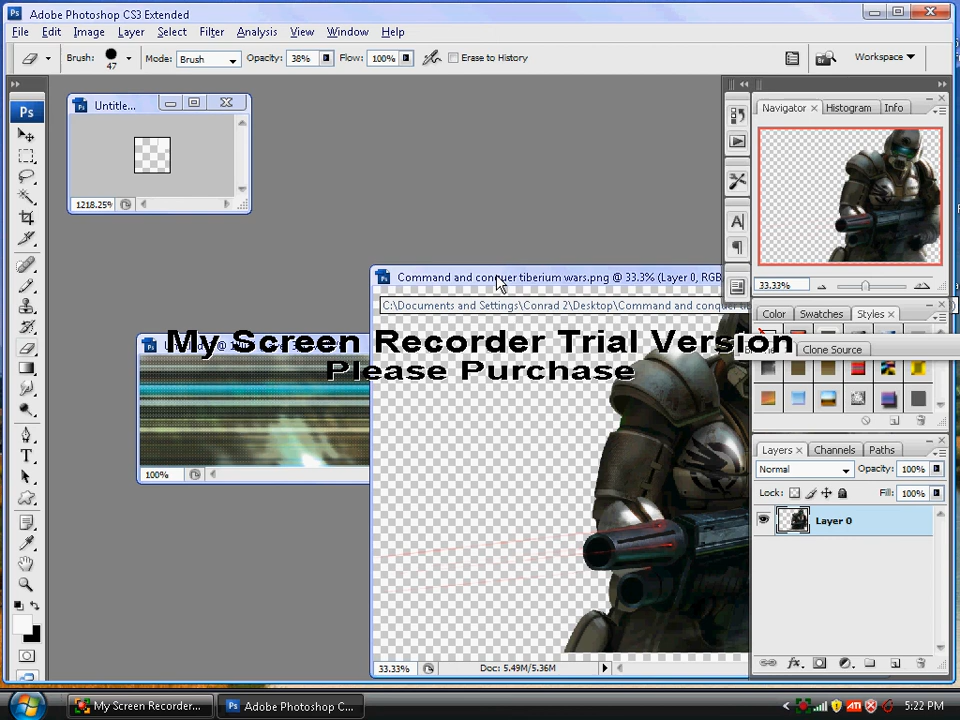 Adobe Photoshop CS3 Extended
File Edit Image Layer Select Filter Analysis View Window Help
Brush: 47 Mode: Brush Opacity: 38% Flow: 100% Erase to History Workspace
Ps
Untitle...
1218.25%
Navigator Histogram Info
33.33%
Command and conquer tiberium wars.png @ 33.3% (Layer 0, RGB
C:\Documents and Settings\Conrad 2\Desktop\Command and conquer
Color Swatches Styles
My Screen Recorder Trial Version
Please Purchase
Clone Source
100%
Layers Channels Paths
Normal Opacity: 100%
Lock: Fill: 100%
Layer 0
33.33% Doc: 5.49M/5.36M
My Screen Recorder... Adobe Photoshop C... 5:22 PM